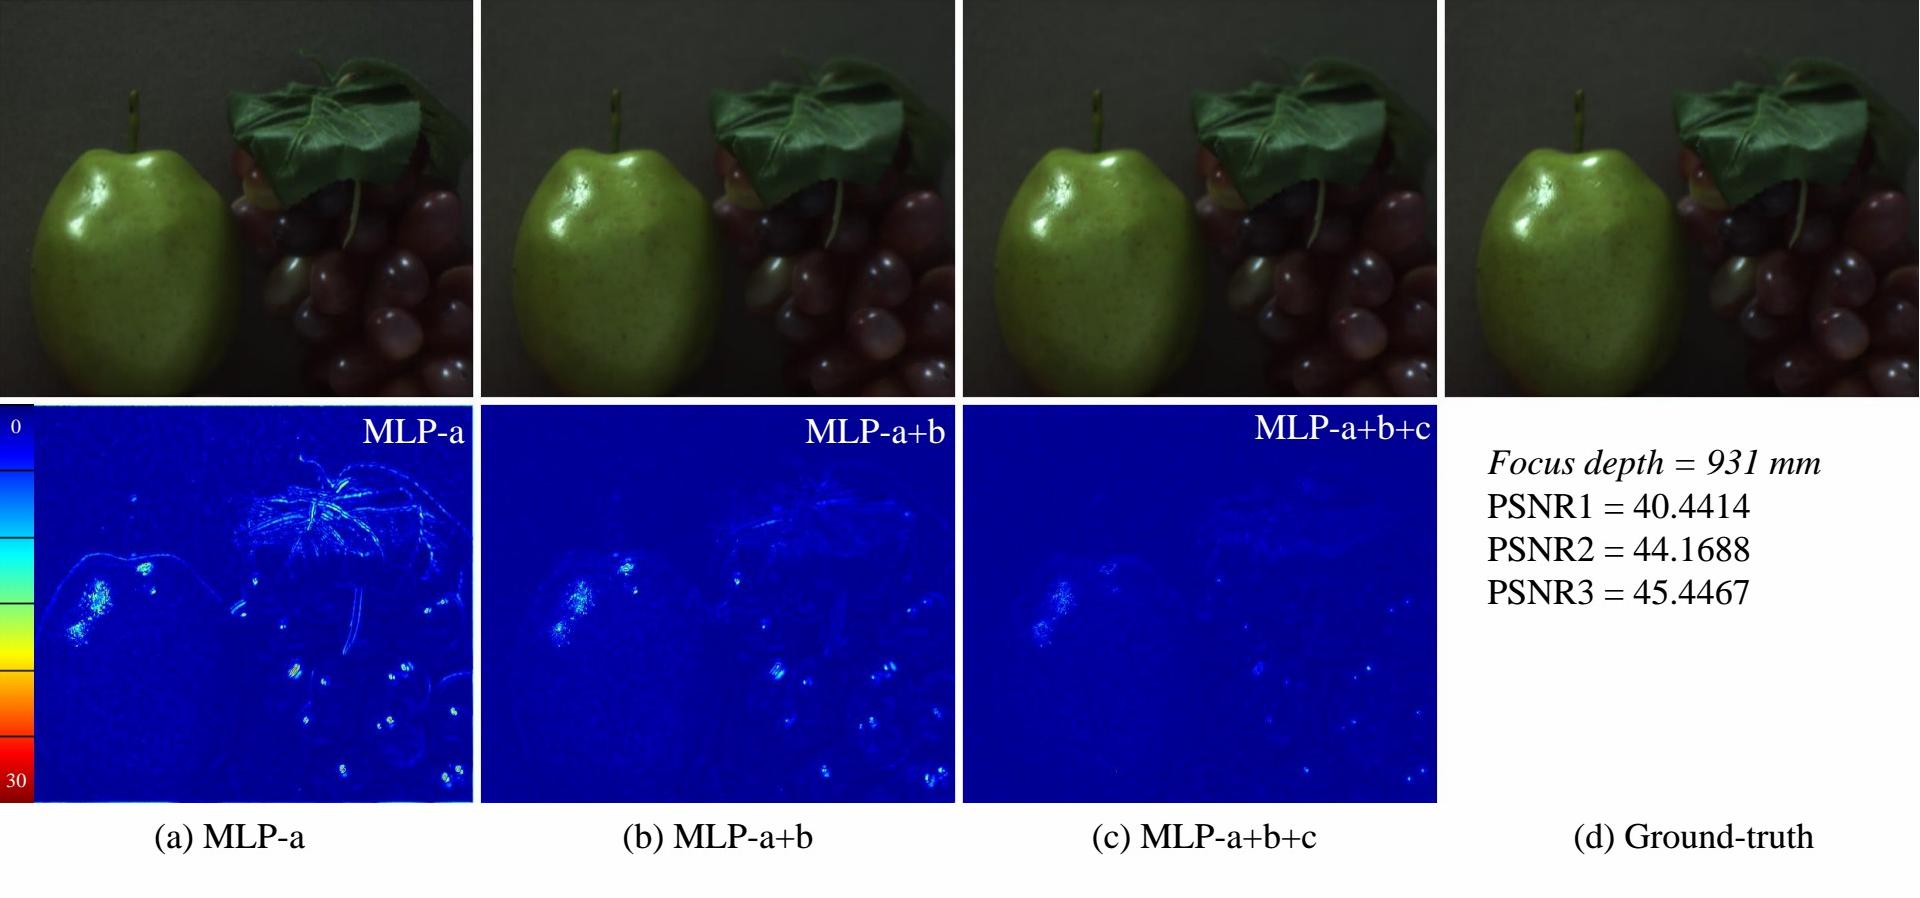 0
30
MLP-a
MLP-a+b
MLP-a+b+c
Focus depth = 931 mm
PSNR1 = 40.4414
PSNR2 = 44.1688
PSNR3 = 45.4467
(a) MLP-a
(b) MLP-a+b
(c) MLP-a+b+c
(d) Ground-truth